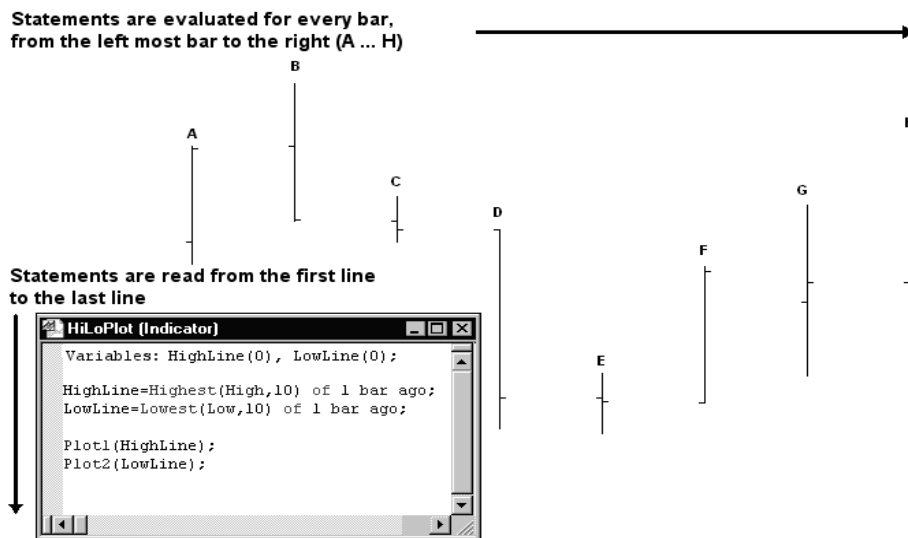 Statements are evaluated for every bar,
from the left most bar to the right (A ... H)
B
A
C
D
G
F
E
Statements are read from the first line
to the last line
HiLoPlot (Indicator)
Variables: HighLine(0), LowLine(0);
HighLine=Highest(High,10) of 1 bar ago;
LowLine=Lowest(Low,10) of 1 bar ago;
Plot1(HighLine);
Plot2(LowLine);